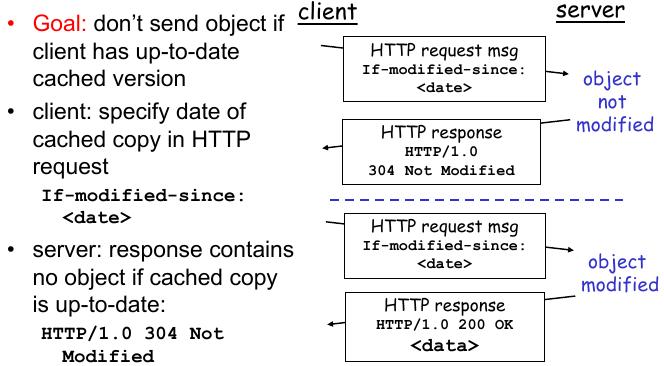 • Goal: don't send object if
client has up-to-date
cached version
• client: specify date of
cached copy in HTTP
request
If-modified-since:
<date>
• server: response contains
no object if cached copy
is up-to-date:
HTTP/1.0 304 Not
Modified
client
server
HTTP request msg
If-modified-since:
<date>
object
not
modified
HTTP response
HTTP/1.0
304 Not Modified
HTTP request msg
If-modified-since:
<date>
object
modified
HTTP response
HTTP/1.0 200 OK
<data>